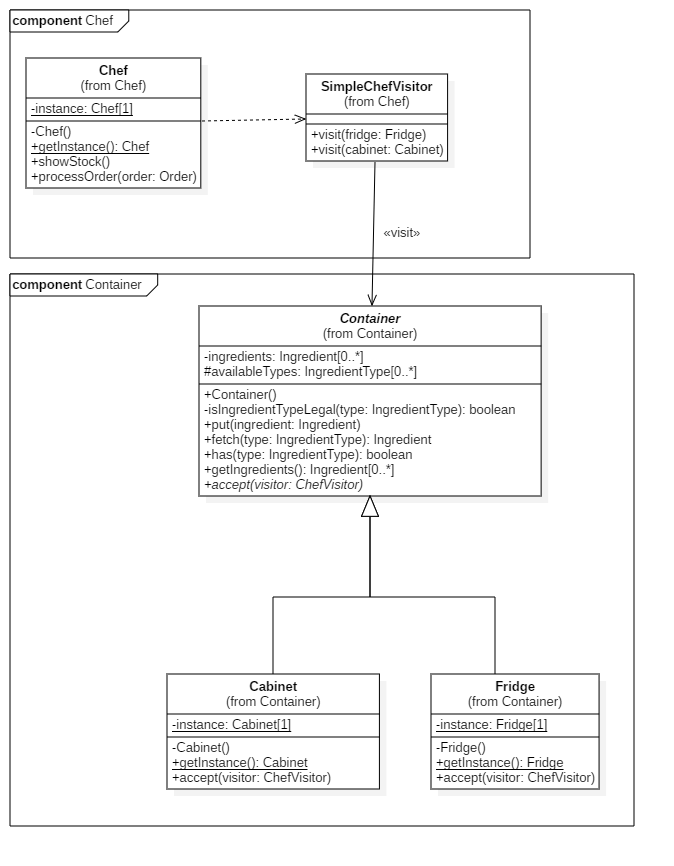 component Chef
Chef
(from Chef)
-instance: Chef[1]
-Chef()
+getInstance(): Chef
+showStock()
+processOrder(order: Order)
SimpleChefVisitor
(from Chef)
+visit(fridge: Fridge)
+visit(cabinet: Cabinet)
«visit»
component Container
Container
(from Container)
-ingredients: Ingredient[0..*]
#availableTypes: IngredientType[0..*]
+Container()
-isIngredientTypeLegal(type: IngredientType): boolean
+put(ingredient: Ingredient)
+fetch(type: IngredientType): Ingredient
+has(type: IngredientType): boolean
+getIngredients(): Ingredient[0..*]
+accept(visitor: ChefVisitor)
Cabinet
(from Container)
-instance: Cabinet[1]
-Cabinet()
+getInstance(): Cabinet
+accept(visitor: ChefVisitor)
Fridge
(from Container)
-instance: Fridge[1]
-Fridge()
+getInstance(): Fridge
+accept(visitor: ChefVisitor)